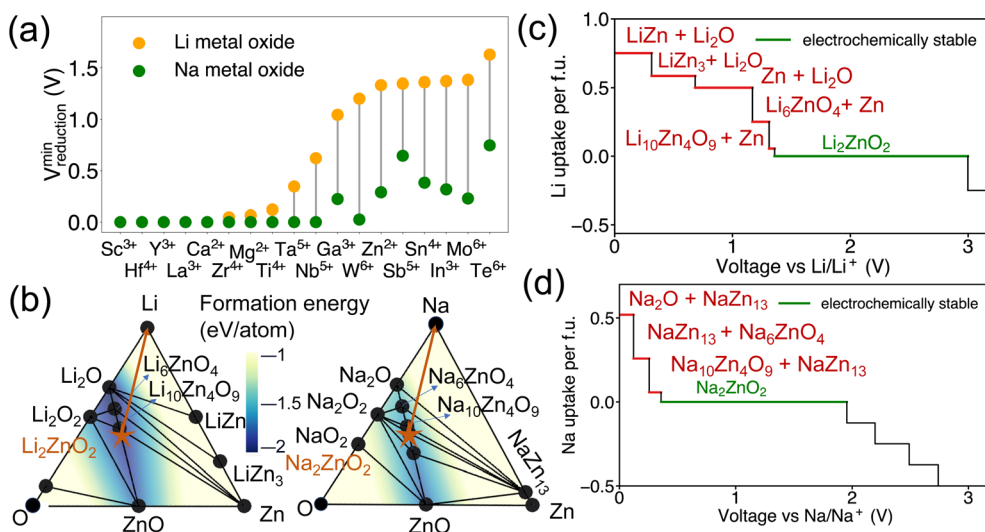 (a)
Li metal oxide
Na metal oxide
V^min_reduction (V)
1.5
1.0
0.5
0.0
Sc³⁺ Y³⁺ Ca²⁺ Mg²⁺ Ta⁵⁺ Ga³⁺ Zn²⁺ Sn⁴⁺ Mo⁶⁺
Hf⁴⁺ La³⁺ Zr⁴⁺ Ti⁴⁺ Nb⁵⁺ W⁶⁺ Sb⁵⁺ In³⁺ Te⁶⁺
(b)
Formation energy
(eV/atom)
−1
−1.5
−2
Li
Li₂O
Li₂O₂
Li₂ZnO₂
Li₆ZnO₄
Li₁₀Zn₄O₉
LiZn
LiZn₃
O
ZnO
Zn
Na
Na₂O
Na₂O₂
NaO₂
Na₂ZnO₂
Na₆ZnO₄
Na₁₀Zn₄O₉
NaZn₁₃
O
ZnO
Zn
(c)
Li uptake per f.u.
1.0
0.5
0.0
−0.5
LiZn + Li₂O
electrochemically stable
LiZn₃+ Li₂O
Zn + Li₂O
Li₆ZnO₄+ Zn
Li₁₀Zn₄O₉ + Zn
Li₂ZnO₂
0 1 2 3
Voltage vs Li/Li⁺ (V)
(d)
Na uptake per f.u.
0.5
0.0
-0.5
Na₂O + NaZn₁₃
electrochemically stable
NaZn₁₃ + Na₆ZnO₄
Na₁₀Zn₄O₉ + NaZn₁₃
Na₂ZnO₂
0 1 2 3
Voltage vs Na/Na⁺ (V)